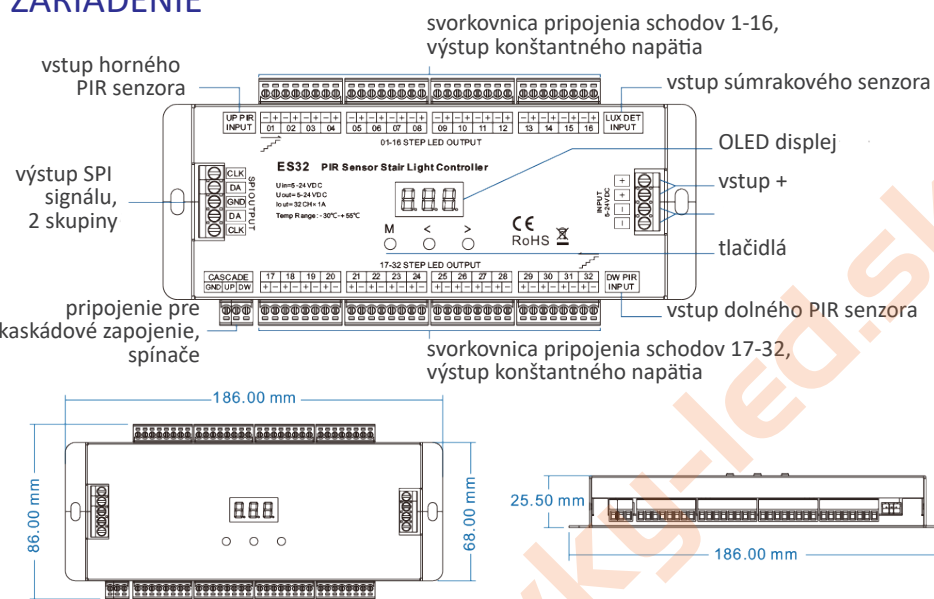 ZARIADENIE
svorkovnica pripojenia schodov 1-16,
výstup konštantného napätia
vstup horného
PIR senzora
vstup súmrakového senzora
UP PIR
INPUT
- + - + - + - +
01 02 03 04
- + - + - + - +
05 06 07 08
- + - + - + - +
09 10 11 12
- + - + - + - +
13 14 15 16
LUX DET
INPUT
01-16 STEP LED OUTPUT
OLED displej
ES32 PIR Sensor Stair Light Controller
Uin=5-24VDC
Uout=5-24VDC
Iout=32CH×1A
Temp Range: -30℃~+55℃
výstup SPI
signálu,
2 skupiny
CLK
DA
GND
DA
CLK
SPI OUTPUT
M < >
CE
RoHS
INPUT
5-24VDC
+
+
-
-
vstup +
tlačidlá
17-32 STEP LED OUTPUT
CASCADE
GND UP DW
17 18 19 20
+ - + - + - + -
21 22 23 24
+ - + - + - + -
25 26 27 28
+ - + - + - + -
29 30 31 32
+ - + - + - + -
DW PIR
INPUT
pripojenie pre
kaskádové zapojenie,
spínače
vstup dolného PIR senzora
svorkovnica pripojenia schodov 17-32,
výstup konštantného napätia
186.00 mm
86.00 mm
68.00 mm
25.50 mm
186.00 mm
ky-led.sk